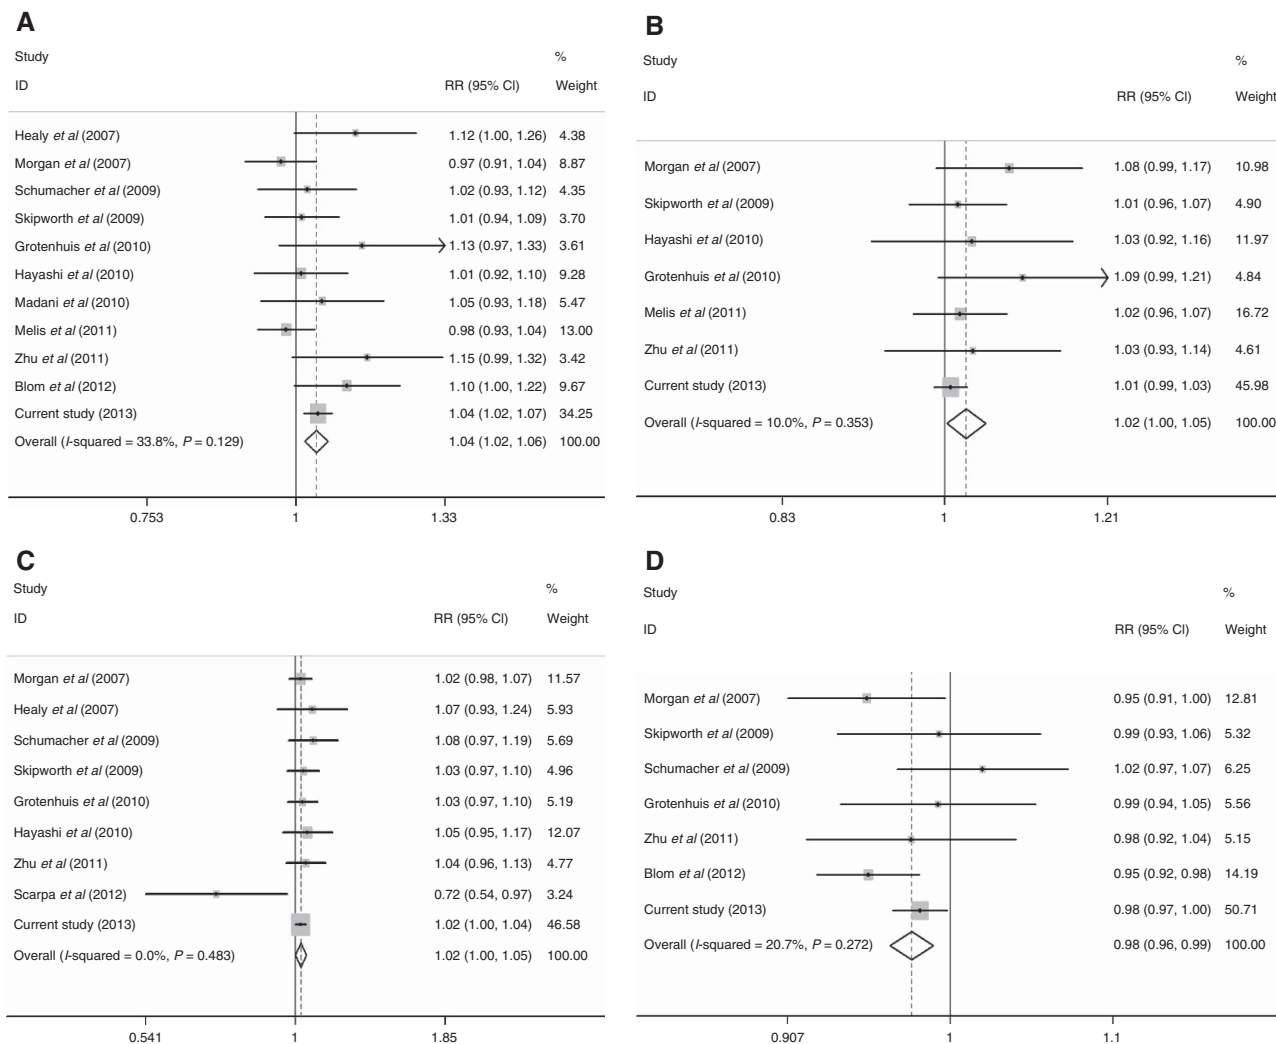 A
Study %
ID RR (95% CI) Weight
Healy et al (2007) 1.12 (1.00, 1.26) 4.38
Morgan et al (2007) 0.97 (0.91, 1.04) 8.87
Schumacher et al (2009) 1.02 (0.93, 1.12) 4.35
Skipworth et al (2009) 1.01 (0.94, 1.09) 3.70
Grotenhuis et al (2010) 1.13 (0.97, 1.33) 3.61
Hayashi et al (2010) 1.01 (0.92, 1.10) 9.28
Madani et al (2010) 1.05 (0.93, 1.18) 5.47
Melis et al (2011) 0.98 (0.93, 1.04) 13.00
Zhu et al (2011) 1.15 (0.99, 1.32) 3.42
Blom et al (2012) 1.10 (1.00, 1.22) 9.67
Current study (2013) 1.04 (1.02, 1.07) 34.25
Overall (I-squared = 33.8%, P = 0.129) 1.04 (1.02, 1.06) 100.00
0.753 1 1.33
B
Study %
RR (95% CI) Weight
ID
Morgan et al (2007) 1.08 (0.99, 1.17) 10.98
Skipworth et al (2009) 1.01 (0.96, 1.07) 4.90
Hayashi et al (2010) 1.03 (0.92, 1.16) 11.97
Grotenhuis et al (2010) 1.09 (0.99, 1.21) 4.84
Melis et al (2011) 1.02 (0.96, 1.07) 16.72
Zhu et al (2011) 1.03 (0.93, 1.14) 4.61
Current study (2013) 1.01 (0.99, 1.03) 45.98
Overall (I-squared = 10.0%, P = 0.353) 1.02 (1.00, 1.05) 100.00
0.83 1 1.21
C
Study %
ID RR (95% CI) Weight
Morgan et al (2007) 1.02 (0.98, 1.07) 11.57
Healy et al (2007) 1.07 (0.93, 1.24) 5.93
Schumacher et al (2009) 1.08 (0.97, 1.19) 5.69
Skipworth et al (2009) 1.03 (0.97, 1.10) 4.96
Grotenhuis et al (2010) 1.03 (0.97, 1.10) 5.19
Hayashi et al (2010) 1.05 (0.95, 1.17) 12.07
Zhu et al (2011) 1.04 (0.96, 1.13) 4.77
Scarpa et al (2012) 0.72 (0.54, 0.97) 3.24
Current study (2013) 1.02 (1.00, 1.04) 46.58
Overall (I-squared = 0.0%, P = 0.483) 1.02 (1.00, 1.05) 100.00
0.541 1 1.85
D
Study %
ID RR (95% CI) Weight
Morgan et al (2007) 0.95 (0.91, 1.00) 12.81
Skipworth et al (2009) 0.99 (0.93, 1.06) 5.32
Schumacher et al (2009) 1.02 (0.97, 1.07) 6.25
Grotenhuis et al (2010) 0.99 (0.94, 1.05) 5.56
Zhu et al (2011) 0.98 (0.92, 1.04) 5.15
Blom et al (2012) 0.95 (0.92, 0.98) 14.19
Current study (2013) 0.98 (0.97, 1.00) 50.71
Overall (I-squared = 20.7%, P = 0.272) 0.98 (0.96, 0.99) 100.00
0.907 1 1.1